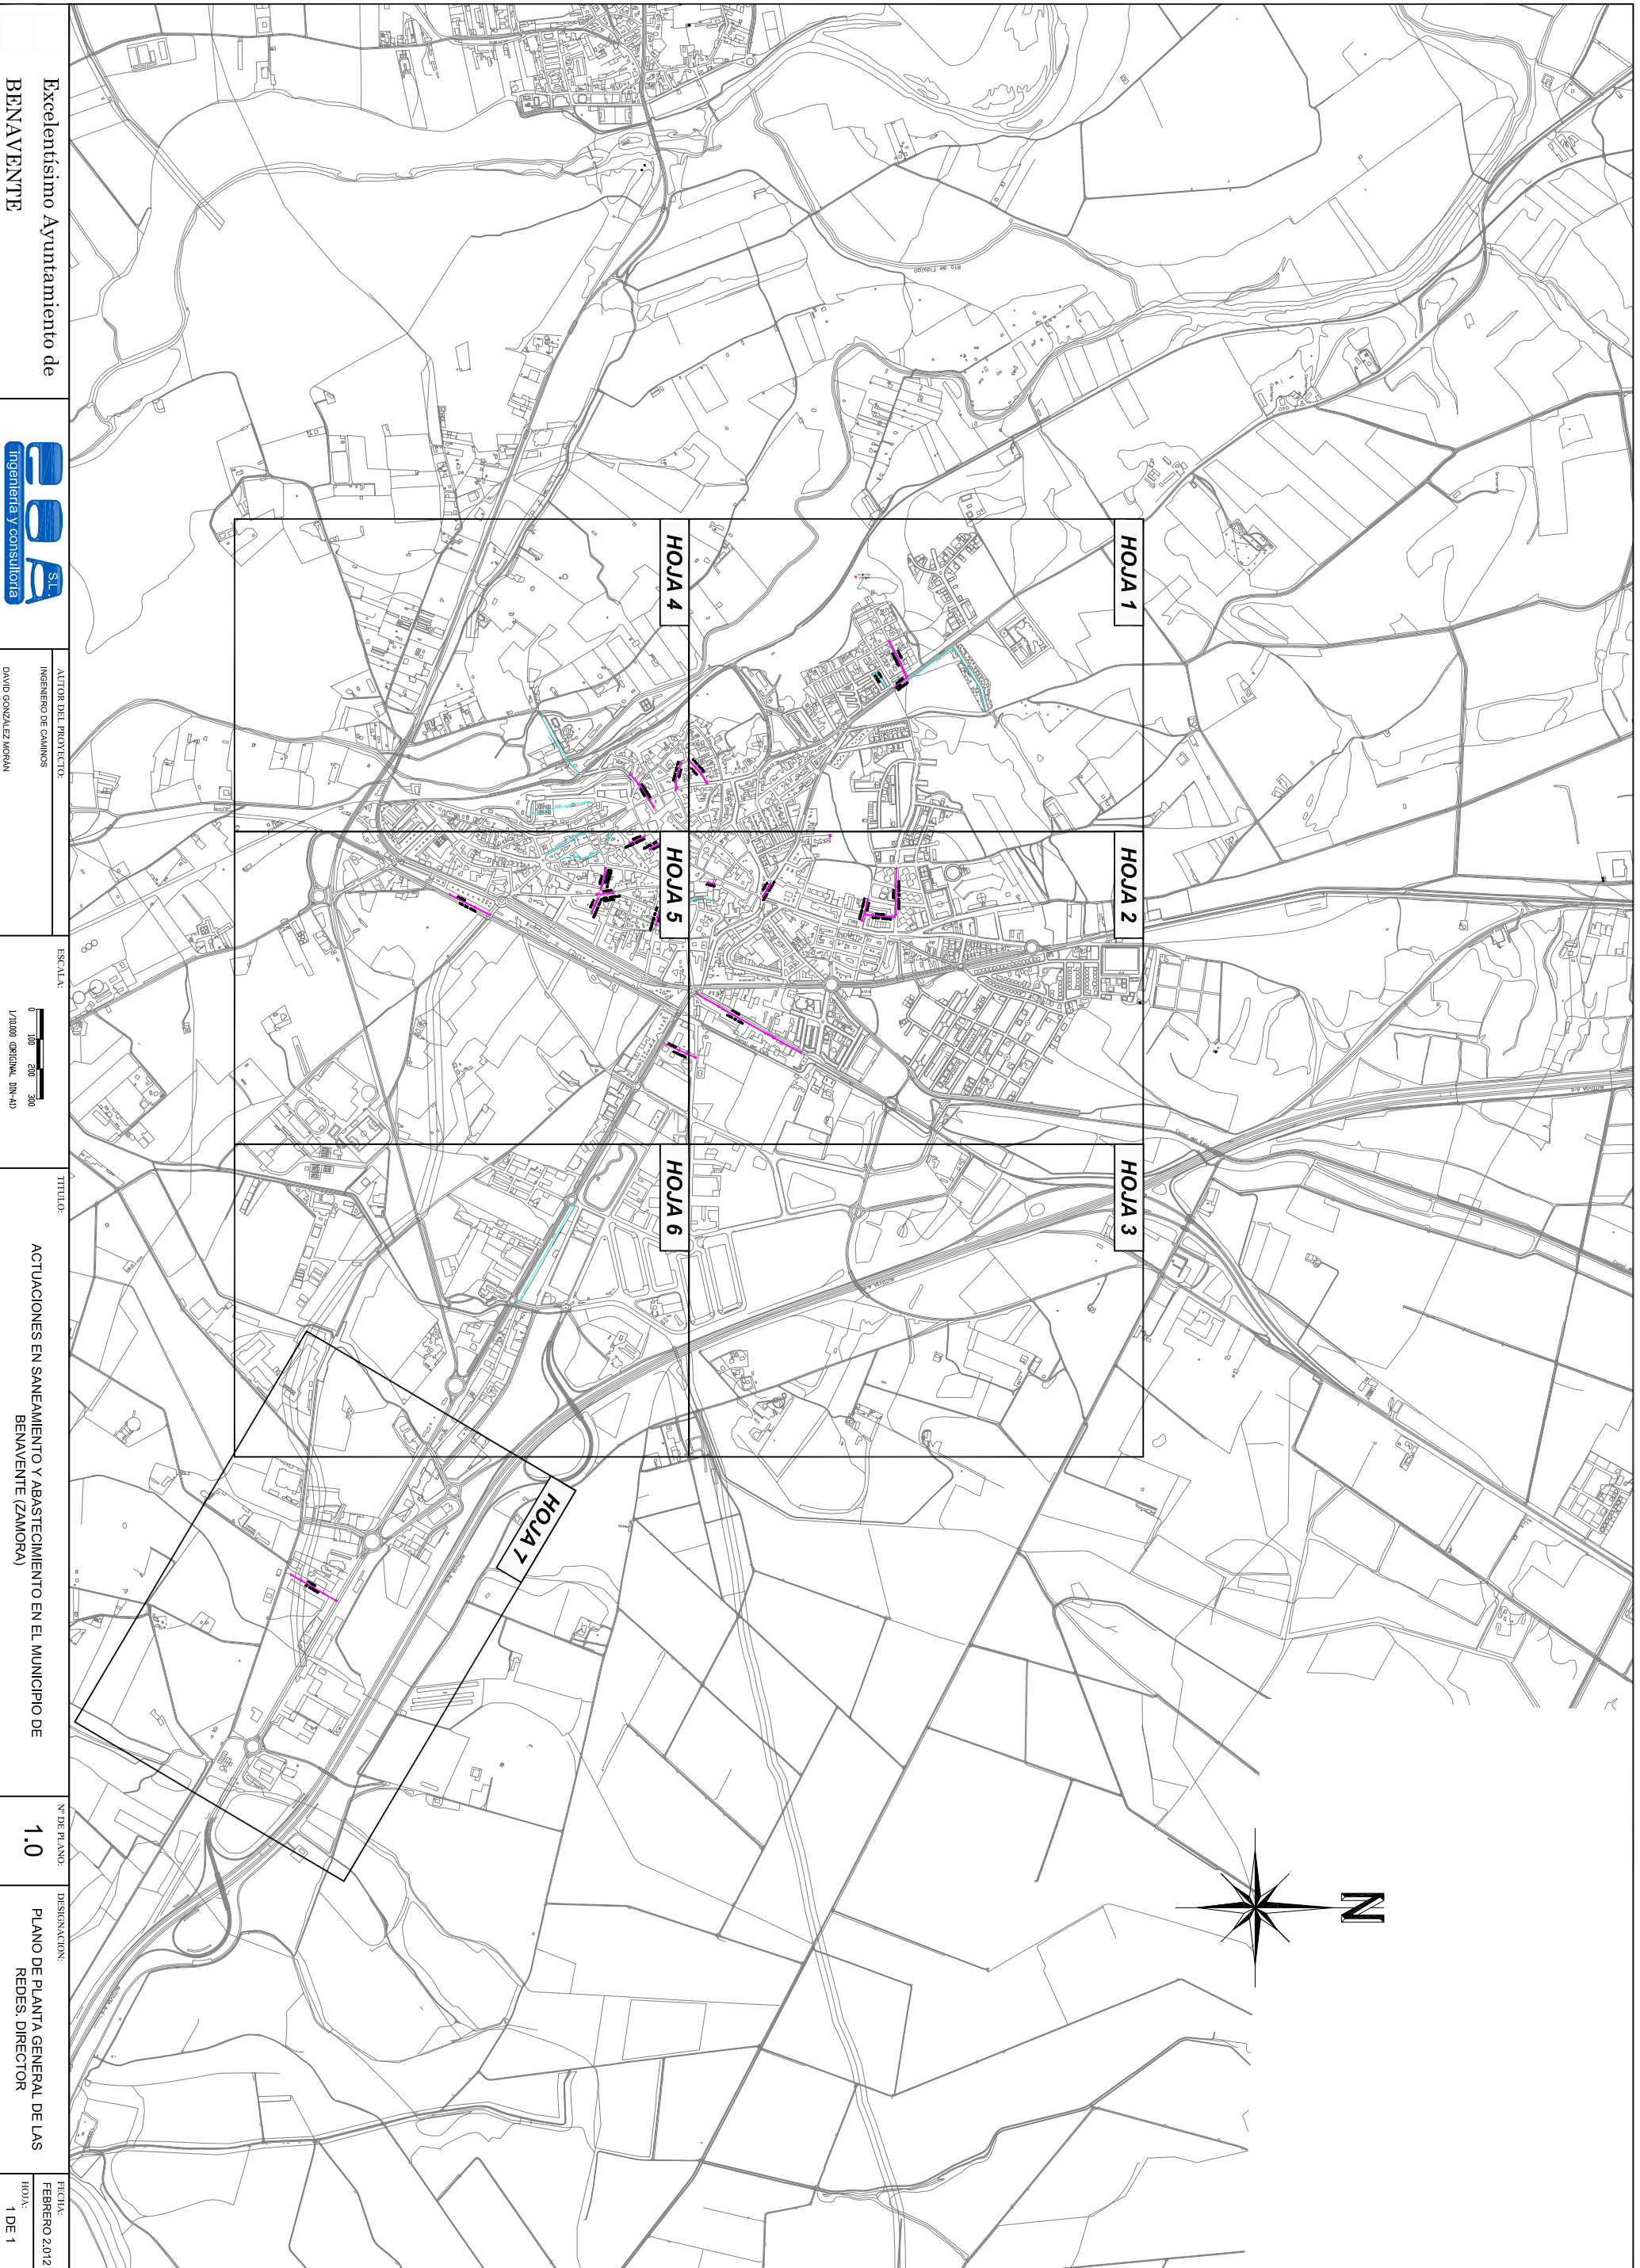 HOJA 1
HOJA 2
HOJA 3
HOJA 4
HOJA 5
HOJA 6
HOJA 7
N
Excelentísimo Ayuntamiento de
BENAVENTE
S.L.
ingeniería y consultoría
AUTOR DEL PROYECTO:
INGENIERO DE CAMINOS
DAVID GONZÁLEZ MORÁN
ESCALA:
0 100 200 300
1/10.000 (ORIGINAL DIN-A1)
TITULO:
ACTUACIONES EN SANEAMIENTO Y ABASTECIMIENTO EN EL MUNICIPIO DE
BENAVENTE (ZAMORA)
Nº DE PLANO:
1.0
DESIGNACION:
PLANO DE PLANTA GENERAL DE LAS
REDES. DIRECTOR
FECHA:
FEBRERO 2.012
HOJA:
1 DE 1